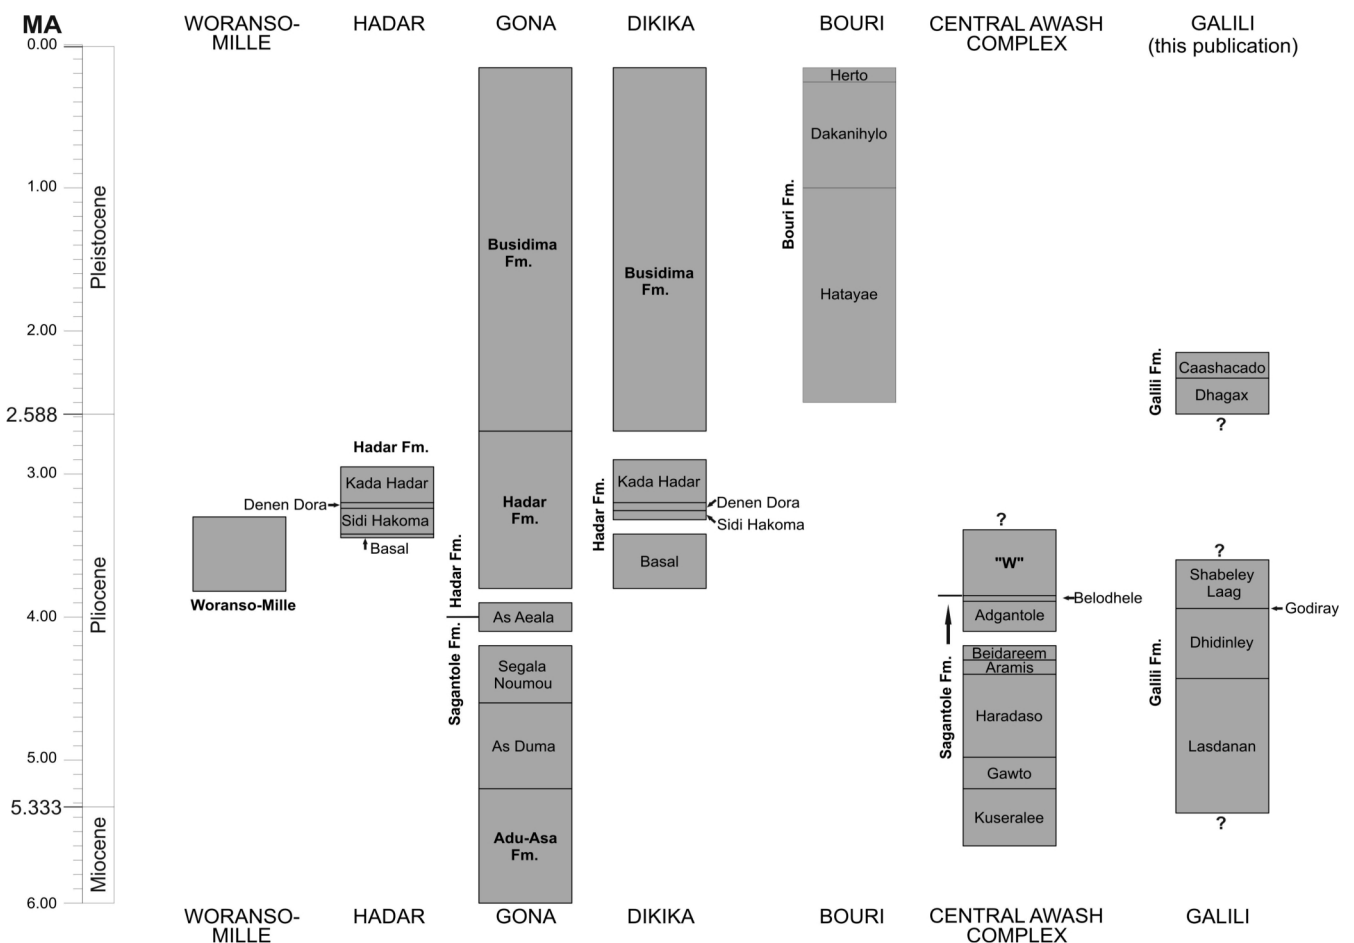 MA
WORANSO-
MILLE
HADAR
GONA
DIKIKA
BOURI
CENTRAL AWASH
COMPLEX
GALILI
(this publication)
0.00
1.00
2.00
2.588
3.00
4.00
5.00
5.333
6.00
Pleistocene
Pliocene
Miocene
Woranso-Mille
Hadar Fm.
Kada Hadar
Denen Dora
Sidi Hakoma
Basal
Busidima
Fm.
Hadar
Fm.
Hadar Fm.
As Aeala
Sagantole Fm.
Segala
Noumou
As Duma
Adu-Asa
Fm.
Busidima
Fm.
Hadar Fm.
Kada Hadar
Denen Dora
Sidi Hakoma
Basal
Bouri Fm.
Herto
Dakanihylo
Hatayae
?
"W"
Belodhele
Adgantole
Sagantole Fm.
Beidareem
Aramis
Haradaso
Gawto
Kuseralee
Galili Fm.
Caashacado
Dhagax
?
?
Shabeley
Laag
Godiray
Dhidinley
Galili Fm.
Lasdanan
?
WORANSO-
MILLE
HADAR
GONA
DIKIKA
BOURI
CENTRAL AWASH
COMPLEX
GALILI